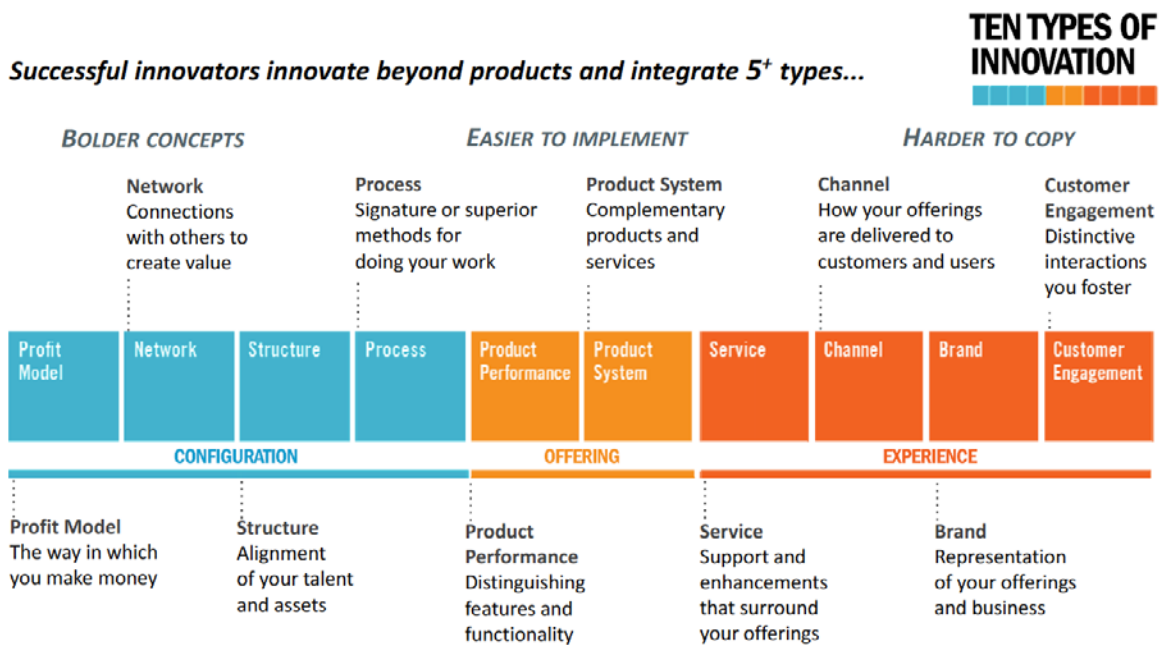 TEN TYPES OF
INNOVATION
Successful innovators innovate beyond products and integrate 5+ types...
BOLDER CONCEPTS
EASIER TO IMPLEMENT
HARDER TO COPY
Network
Connections
with others to
create value
Process
Signature or superior
methods for
doing your work
Product System
Complementary
products and
services
Channel
How your offerings
are delivered to
customers and users
Customer
Engagement
Distinctive
interactions
you foster
Profit
Model
Network
Structure
Process
Product
Performance
Product
System
Service
Channel
Brand
Customer
Engagement
CONFIGURATION
OFFERING
EXPERIENCE
Profit Model
The way in which
you make money
Structure
Alignment
of your talent
and assets
Product
Performance
Distinguishing
features and
functionality
Service
Support and
enhancements
that surround
your offerings
Brand
Representation
of your offerings
and business